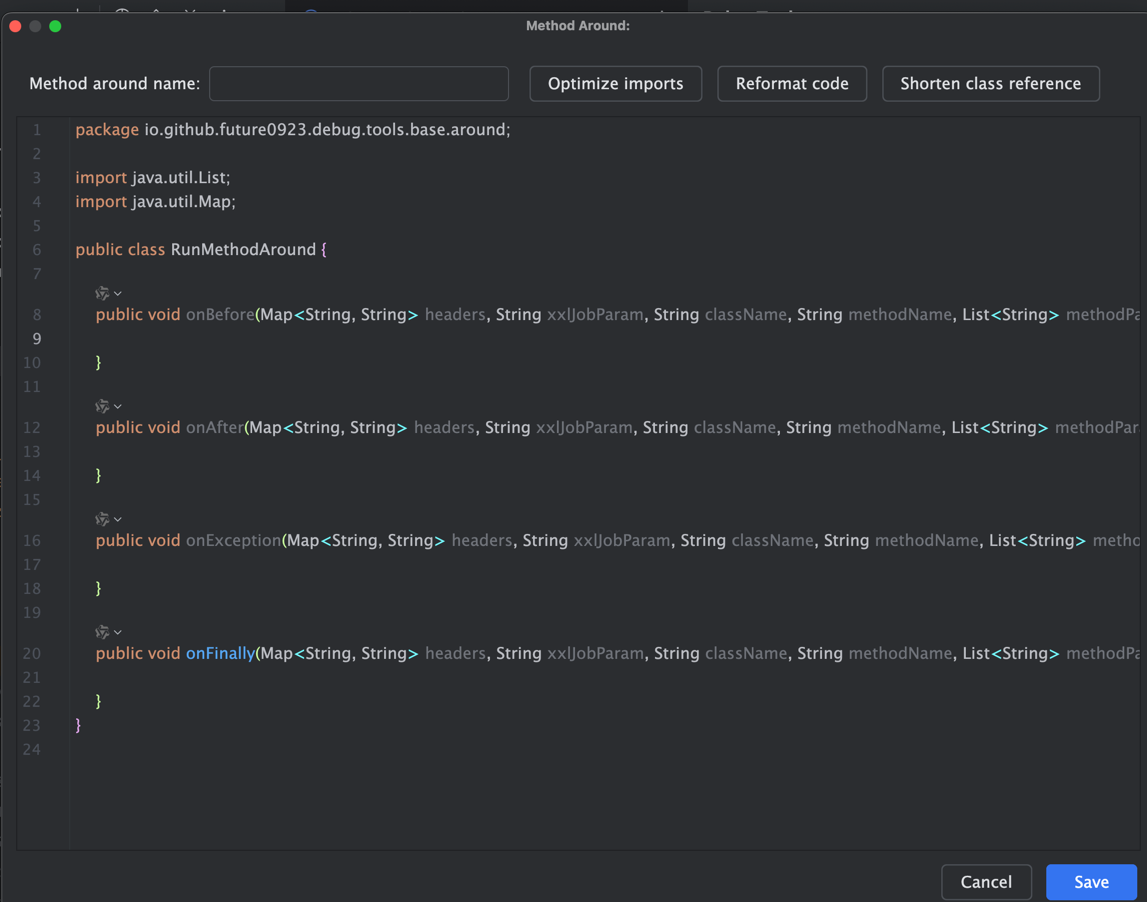 Method Around:
Method around name: Optimize imports Reformat code Shorten class reference
1 package io.github.future0923.debug.tools.base.around;
2
3 import java.util.List;
4 import java.util.Map;
5
6 public class RunMethodAround {
7
8 public void onBefore(Map<String, String> headers, String xxlJobParam, String className, String methodName, List<String> methodPa
9
10 }
11
12 public void onAfter(Map<String, String> headers, String xxlJobParam, String className, String methodName, List<String> methodPar
13
14 }
15
16 public void onException(Map<String, String> headers, String xxlJobParam, String className, String methodName, List<String> metho
17
18 }
19
20 public void onFinally(Map<String, String> headers, String xxlJobParam, String className, String methodName, List<String> methodPa
21
22 }
23 }
24
Cancel Save